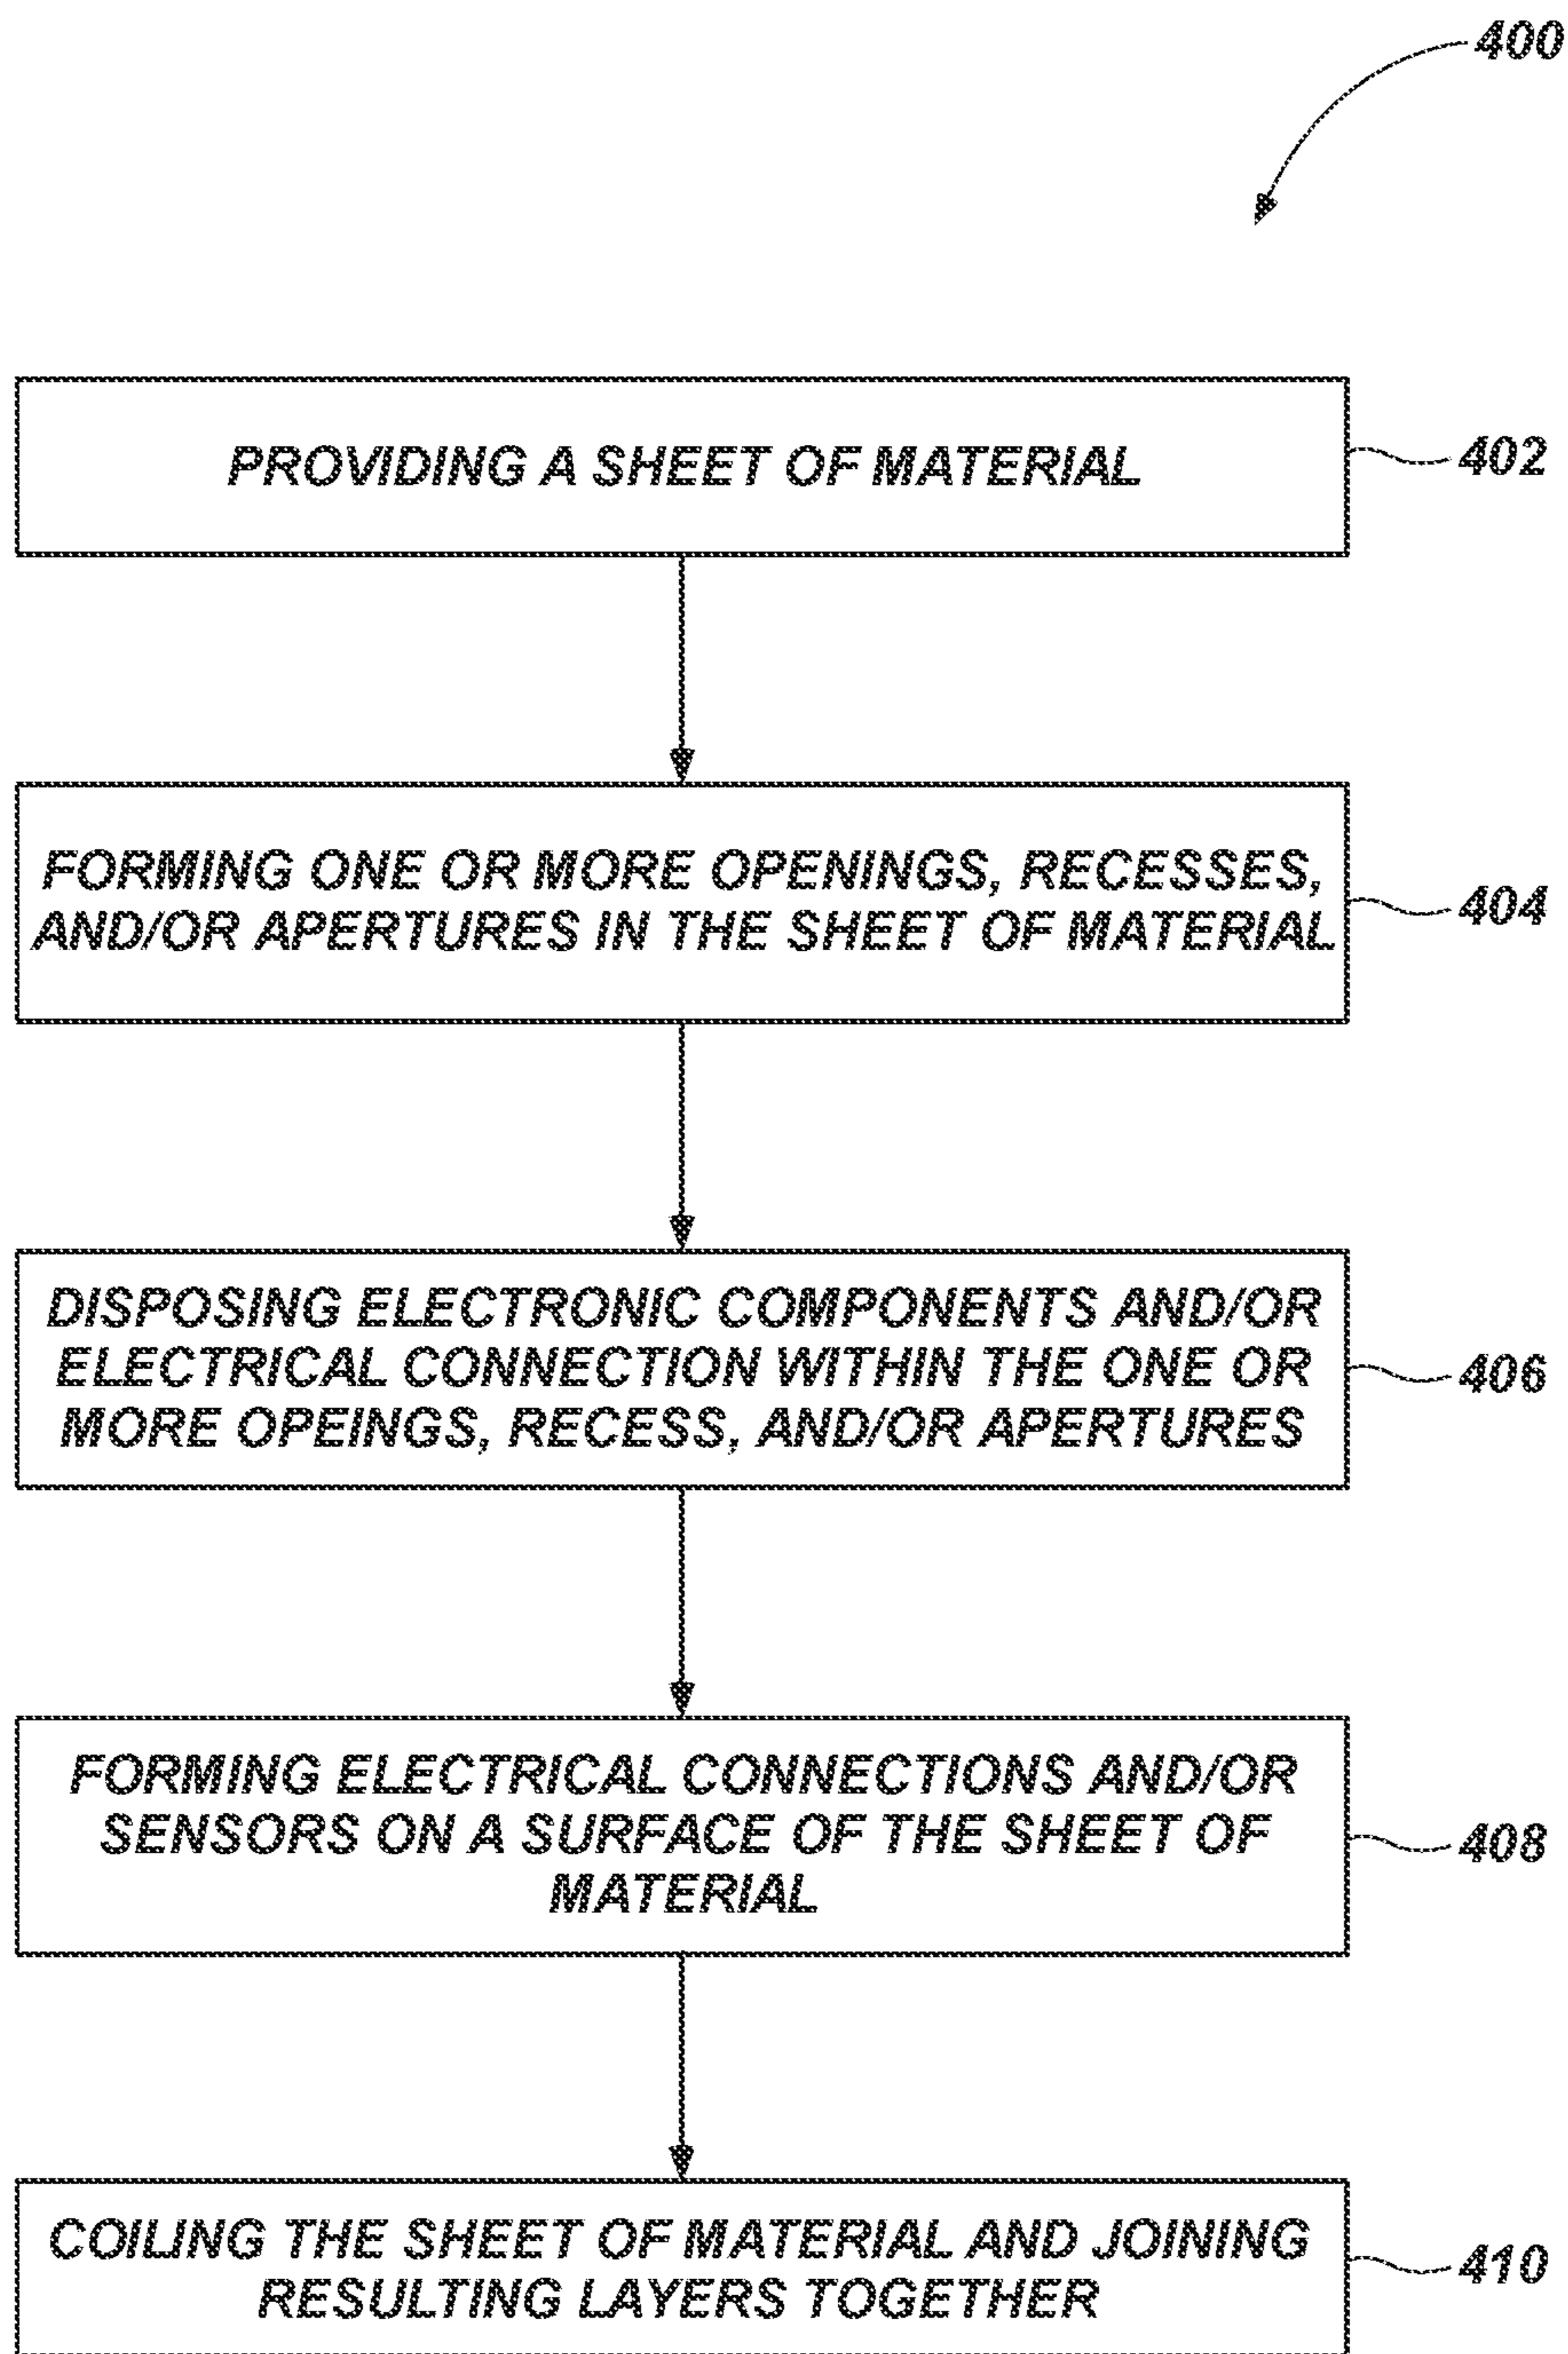 400
PROVIDING A SHEET OF MATERIAL
402
FORMING ONE OR MORE OPENINGS, RECESSES,
AND/OR APERTURES IN THE SHEET OF MATERIAL
404
DISPOSING ELECTRONIC COMPONENTS AND/OR
ELECTRICAL CONNECTION WITHIN THE ONE OR
MORE OPEINGS, RECESS, AND/OR APERTURES
406
FORMING ELECTRICAL CONNECTIONS AND/OR
SENSORS ON A SURFACE OF THE SHEET OF
MATERIAL
408
COILING THE SHEET OF MATERIAL AND JOINING
RESULTING LAYERS TOGETHER
410